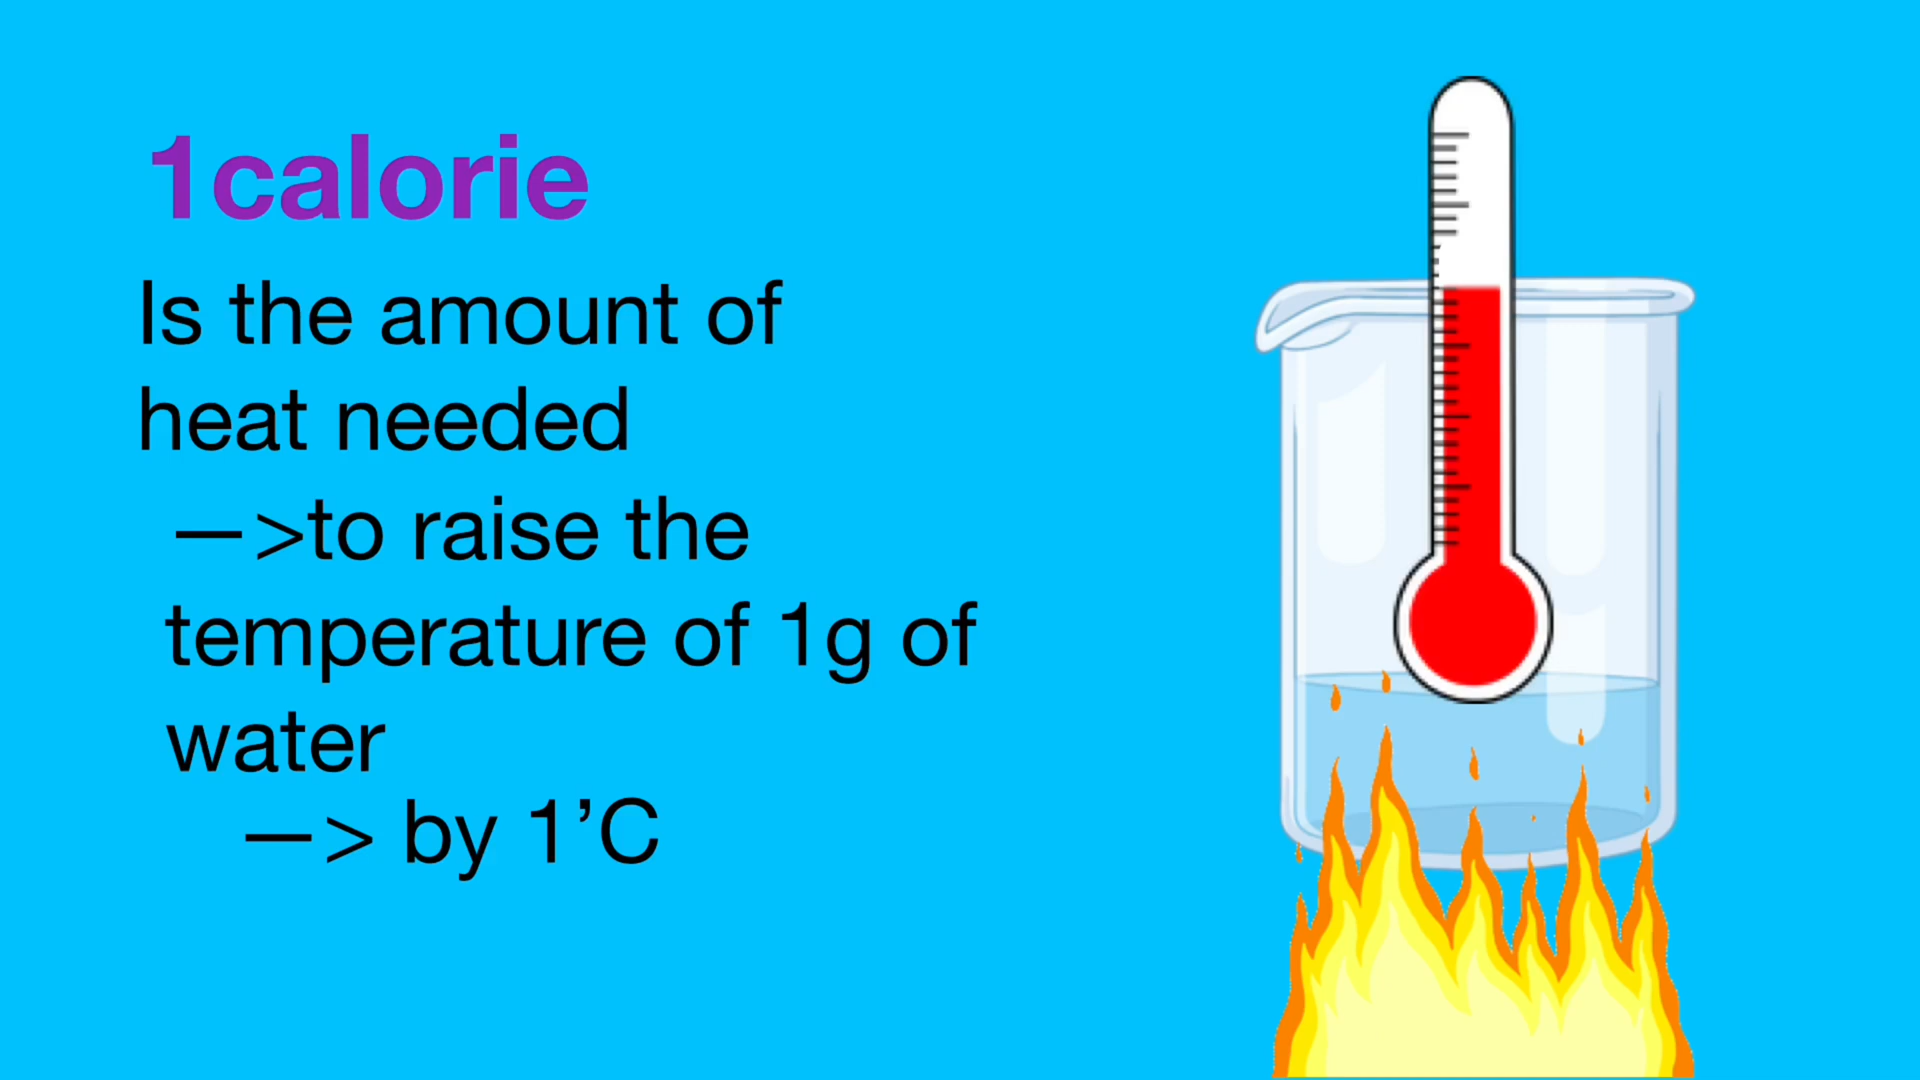 1calorie
Is the amount of
heat needed
—>to raise the
temperature of 1g of
water
—> by 1’C